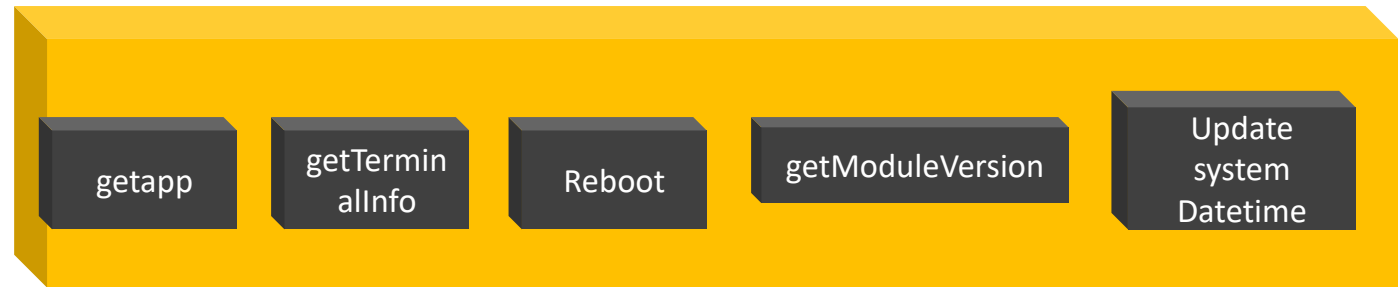 getapp
getTermin
alInfo
Reboot
getModuleVersion
Update
system
Datetime